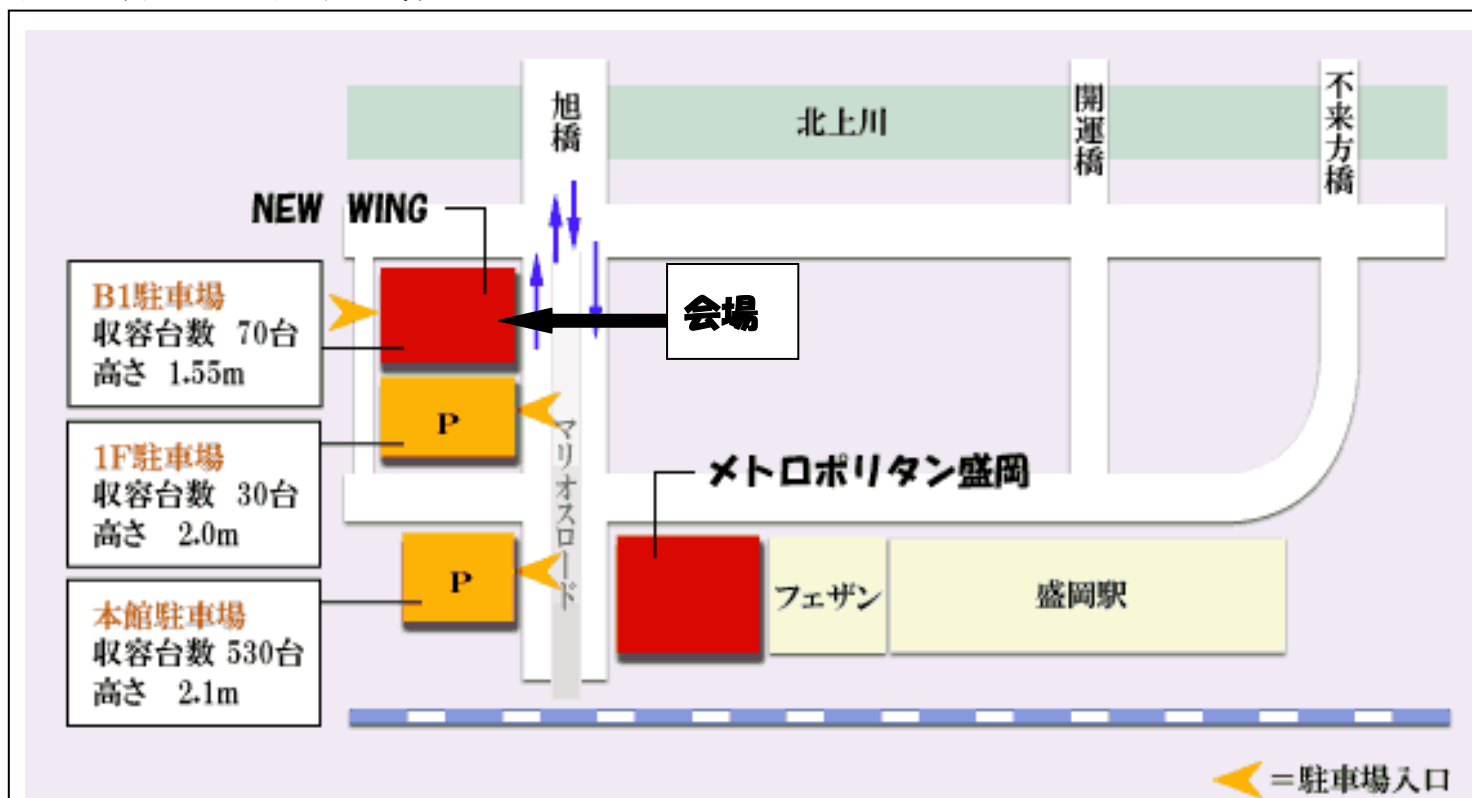 旭橋
北上川
開運橋
不来方橋
NEW WING
B1駐車場
収容台数 70台
高さ 1.55m
会場
1F駐車場
収容台数 30台
高さ 2.0m
P
マリオスロード
メトロポリタン盛岡
本館駐車場
収容台数 530台
高さ 2.1m
P
フェザン
盛岡駅
=駐車場入口